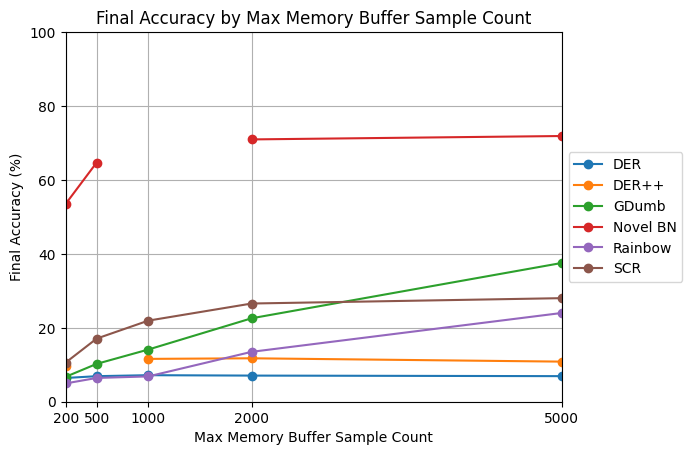 Final Accuracy by Max Memory Buffer Sample Count
100
80
60
40
20
0
Final Accuracy (%)
200 500 1000 2000 5000
Max Memory Buffer Sample Count
DER
DER++
GDumb
Novel BN
Rainbow
SCR